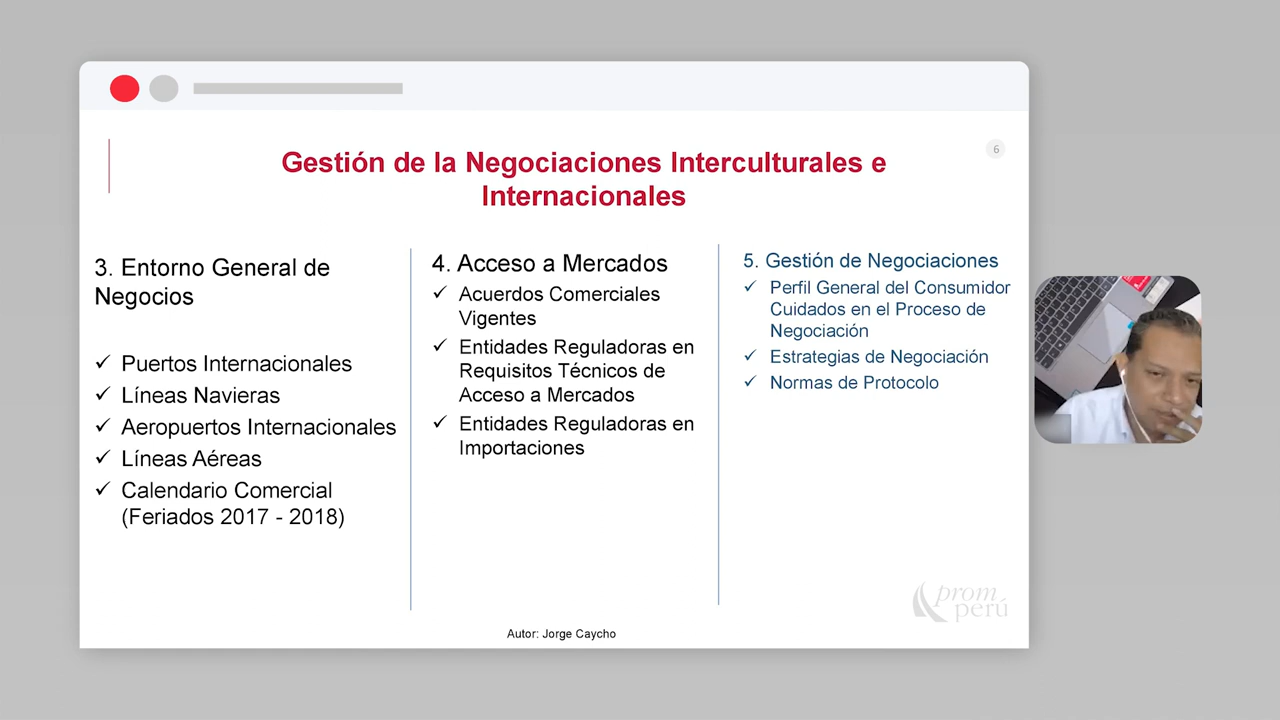 Gestión de la Negociaciones Interculturales e
Internacionales
6
3. Entorno General de
Negocios
✓ Puertos Internacionales
✓ Líneas Navieras
✓ Aeropuertos Internacionales
✓ Líneas Aéreas
✓ Calendario Comercial
(Feriados 2017 - 2018)
4. Acceso a Mercados
✓ Acuerdos Comerciales
Vigentes
✓ Entidades Reguladoras en
Requisitos Técnicos de
Acceso a Mercados
✓ Entidades Reguladoras en
Importaciones
5. Gestión de Negociaciones
✓ Perfil General del Consumidor
Cuidados en el Proceso de
Negociación
✓ Estrategias de Negociación
✓ Normas de Protocolo
prom
perú
Autor: Jorge Caycho